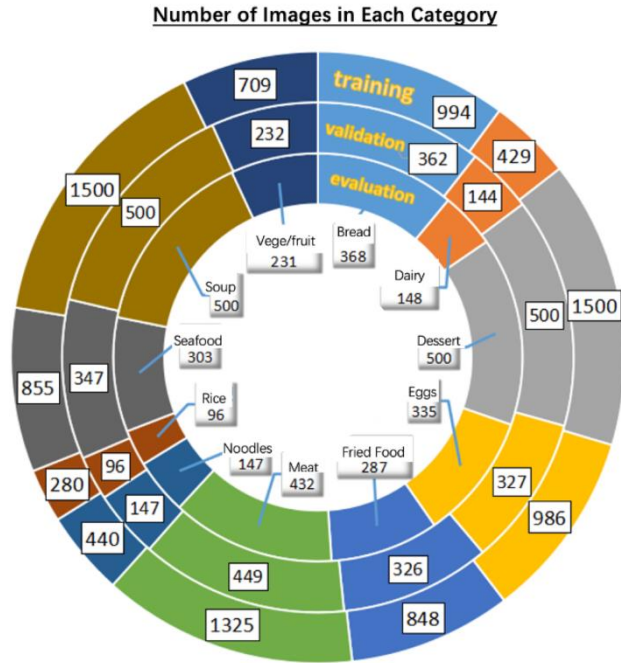 Number of Images in Each Category
training
validation
evaluation
994
362
Bread
368
429
144
Dairy
148
1500
500
Dessert
500
986
327
Eggs
335
848
326
Fried Food
287
1325
449
Meat
432
440
147
Noodles
147
280
96
Rice
96
855
347
Seafood
303
1500
500
Soup
500
709
232
Vege/fruit
231